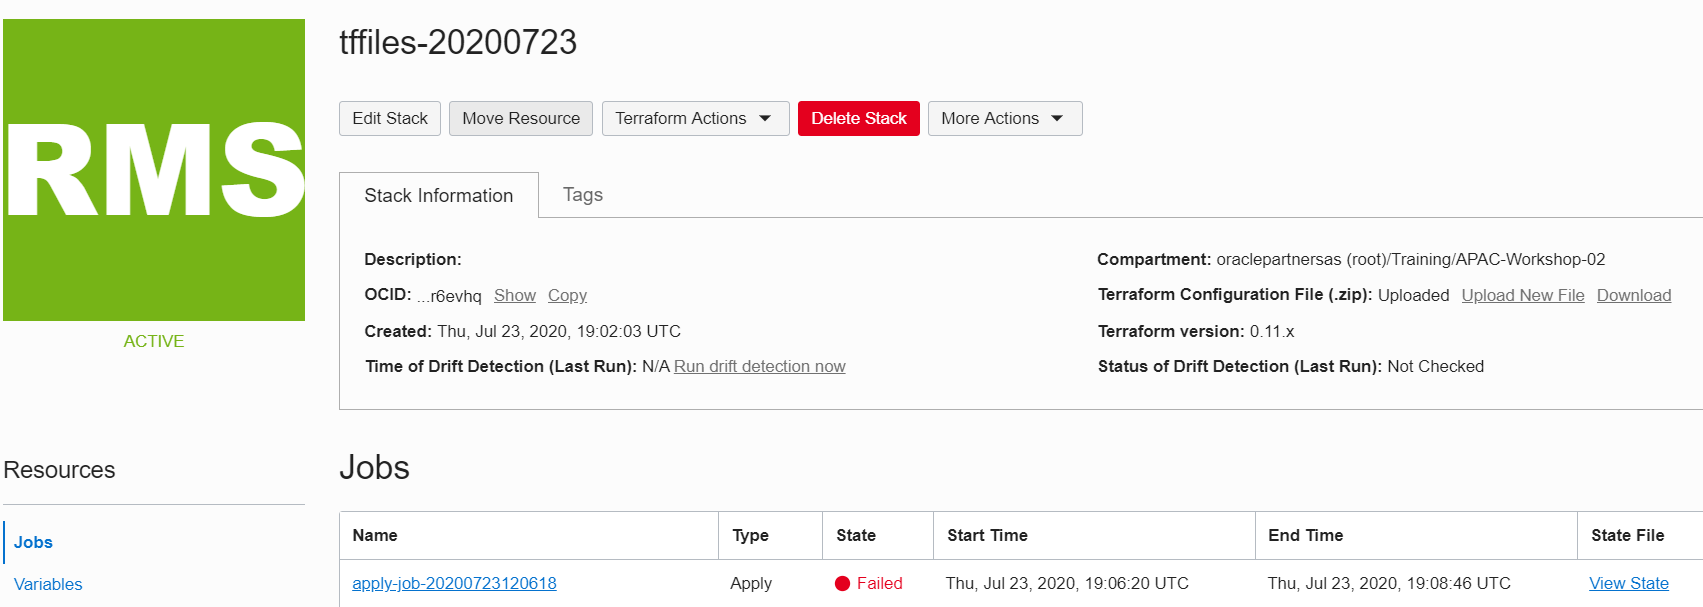 RMS
ACTIVE
tffiles-20200723
Edit Stack Move Resource Terraform Actions Delete Stack More Actions
Stack Information Tags
Description: Compartment: oraclepartnersas (root)/Training/APAC-Workshop-02
OCID: ...r6evhq Show Copy Terraform Configuration File (.zip): Uploaded Upload New File Download
Created: Thu, Jul 23, 2020, 19:02:03 UTC Terraform version: 0.11.x
Time of Drift Detection (Last Run): N/A Run drift detection now Status of Drift Detection (Last Run): Not Checked
Resources
Jobs
Variables
Jobs
Name Type State Start Time End Time State File
apply-job-20200723120618 Apply Failed Thu, Jul 23, 2020, 19:06:20 UTC Thu, Jul 23, 2020, 19:08:46 UTC View State